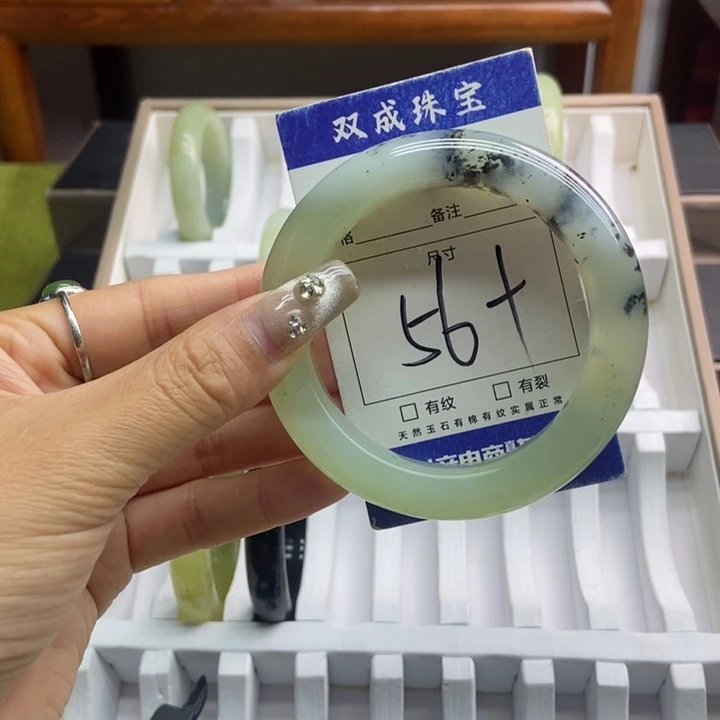 双成珠宝
格 备注
尺寸
56+
□ 有纹 □ 有裂
天然玉石有棉有纹实属正常